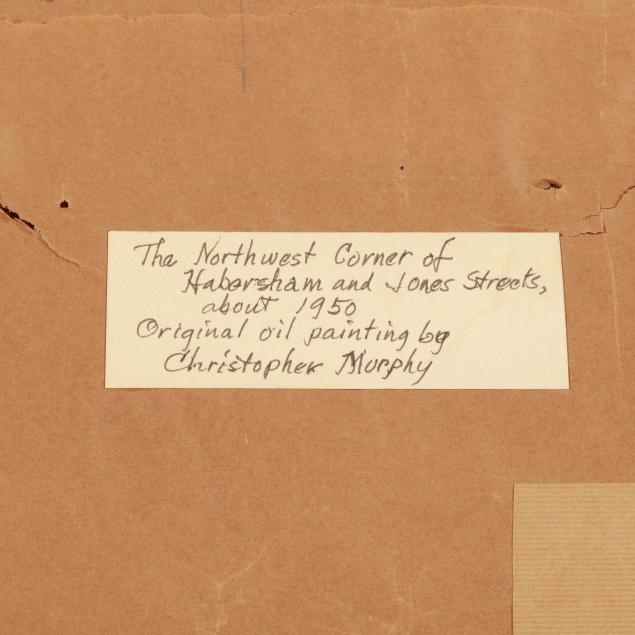 The Northwest Corner of
Habersham and Jones Streets,
about 1950
Original oil painting by
Christopher Murphy